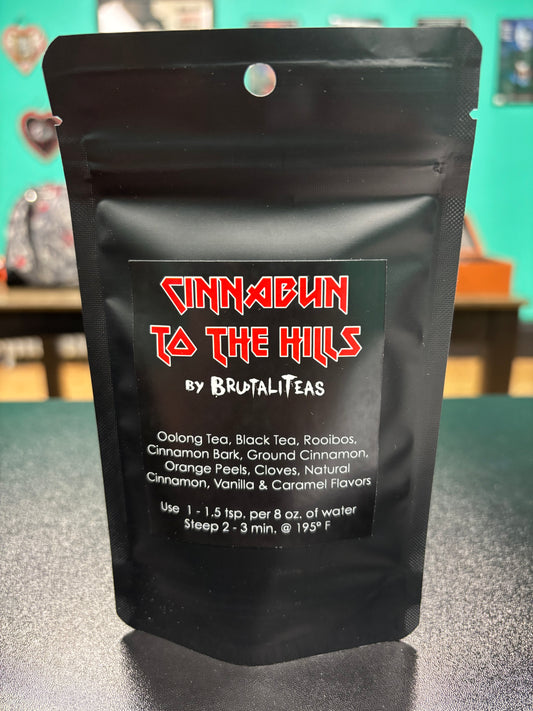 CINNABUN
TO THE HILLS
BY BRUTALITEAS
Oolong Tea, Black Tea, Rooibos,
Cinnamon Bark, Ground Cinnamon,
Orange Peels, Cloves, Natural
Cinnamon, Vanilla & Caramel Flavors
Use 1 - 1.5 tsp. per 8 oz. of water
Steep 2 - 3 min. @ 195° F